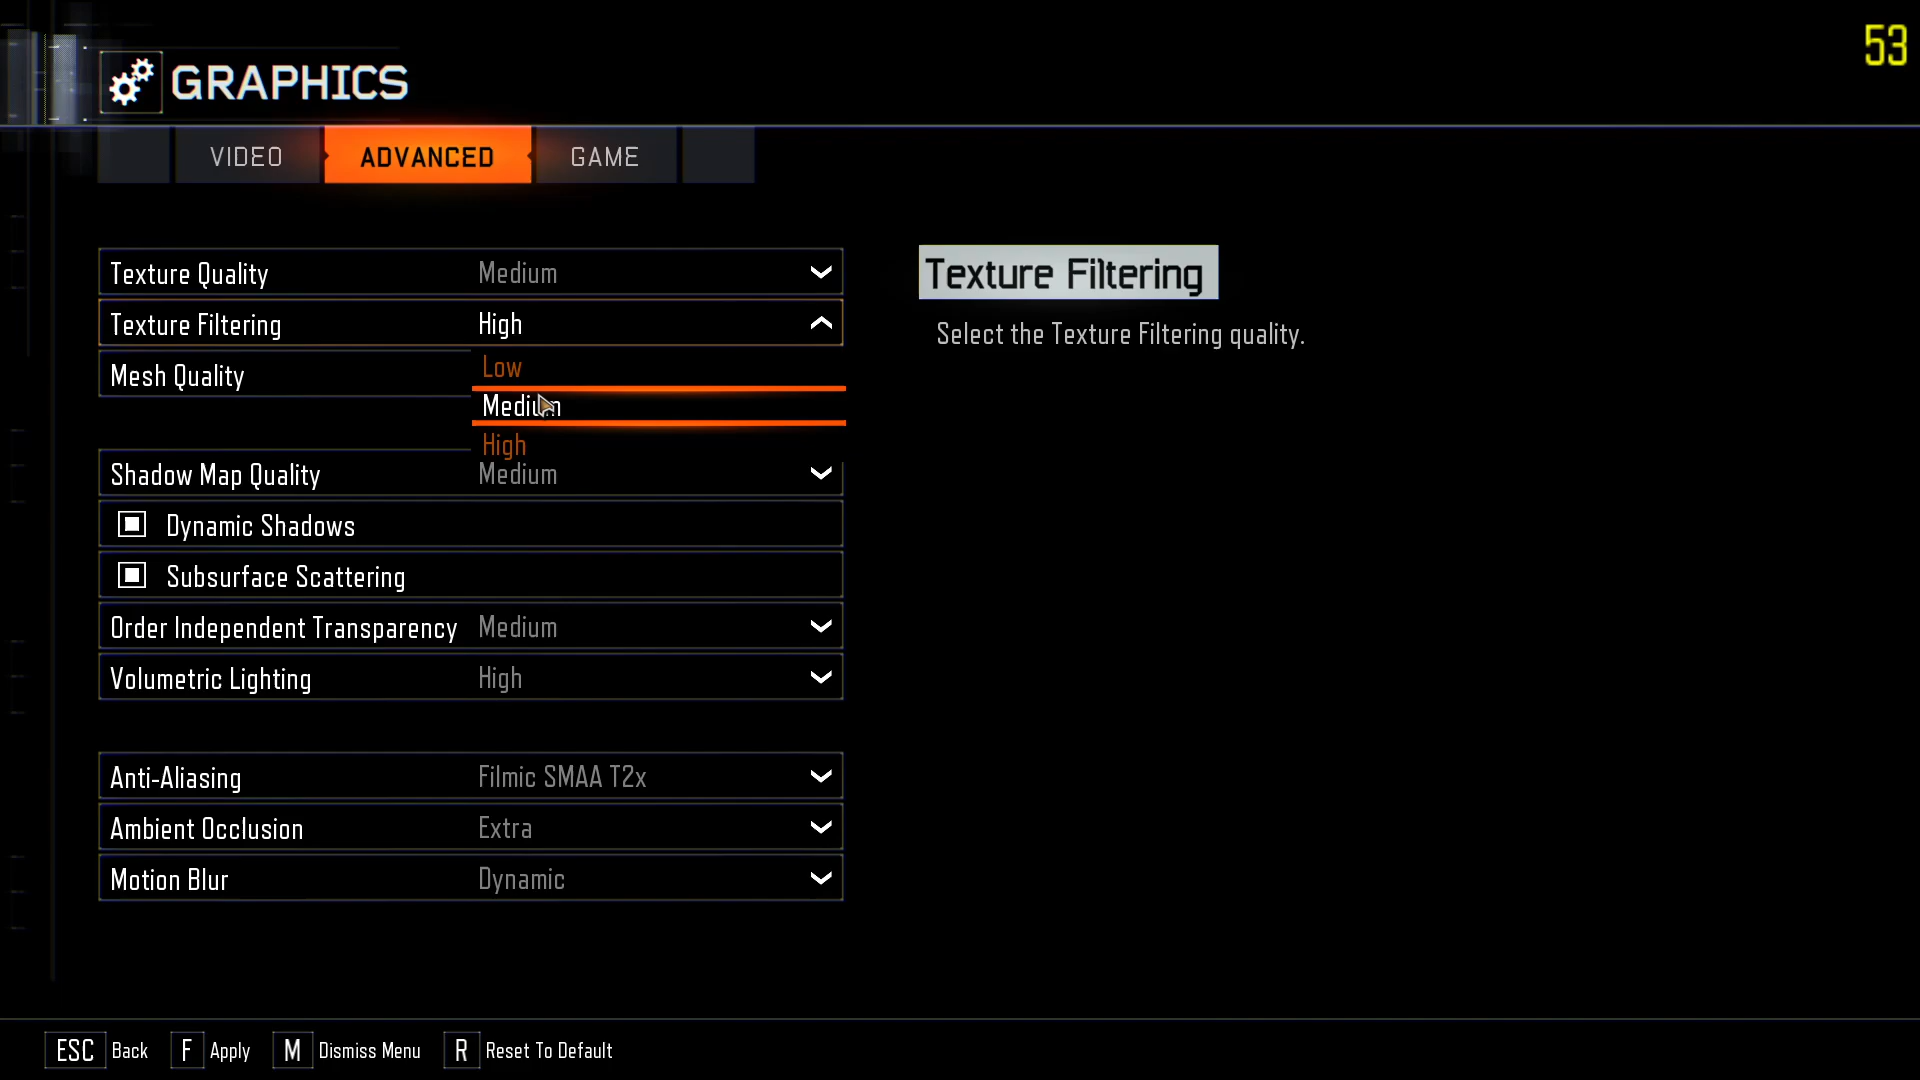 53
GRAPHICS
VIDEO ADVANCED GAME
Texture Quality Medium
Texture Filtering High
Low
Mesh Quality
Medium
High
Shadow Map Quality Medium
Dynamic Shadows
Subsurface Scattering
Order Independent Transparency Medium
Volumetric Lighting High
Anti-Aliasing Filmic SMAA T2x
Ambient Occlusion Extra
Motion Blur Dynamic
Texture Filtering
Select the Texture Filtering quality.
ESC Back F Apply M Dismiss Menu R Reset To Default